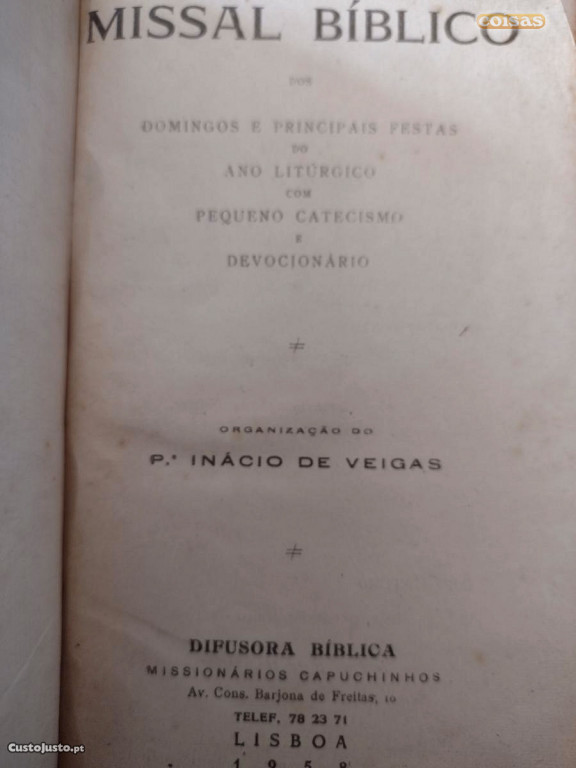 coisas
MISSAL BÍBLICO
DOS
DOMINGOS E PRINCIPAIS FESTAS
DO
ANO LITÚRGICO
COM
PEQUENO CATECISMO
E
DEVOCIONÁRIO
ORGANIZAÇÃO DO
P.ᵉ INÁCIO DE VEIGAS
DIFUSORA BÍBLICA
MISSIONÁRIOS CAPUCHINHOS
Av. Cons. Barjona de Freitas, 10
TELEF. 78 23 71
LISBOA
1958
CustoJusto.pt